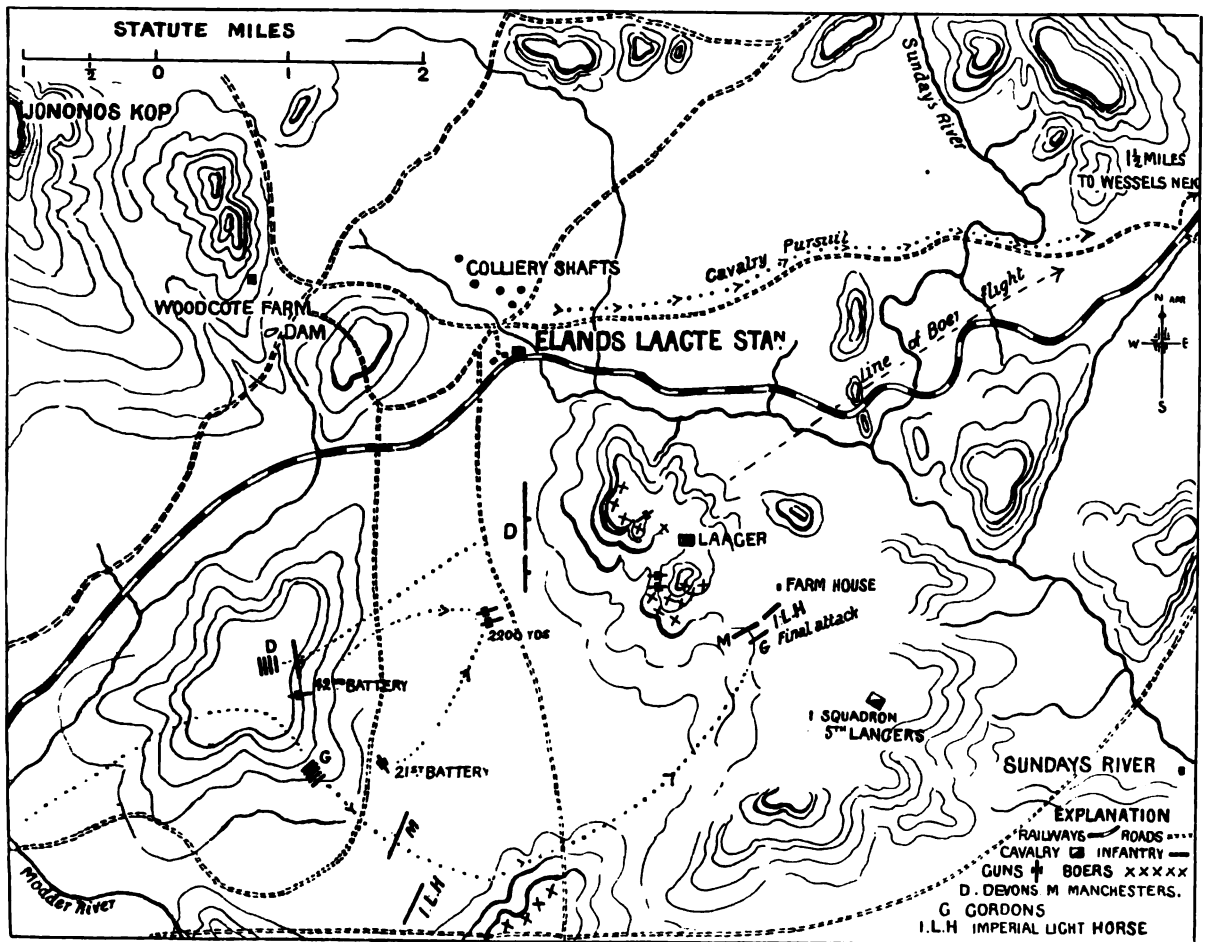 STATUTE MILES
1 ½ 0 1 2
JONONOS KOP
Sundays River
1½ MILES
TO WESSELS NEK
Cavalry Pursuit
COLLIERY SHAFTS
WOODCOTE FARM
DAM
ELANDS LAAGTE STAN
Line of Boer flight
N
W E
S
D
LAAGER
FARM HOUSE
I.L.H
M
G Final attack
2200 YDS
D
42ND BATTERY
1 SQUADRON
5TH LANCERS
G
21ST BATTERY
M
I.L.H
Modder River
SUNDAYS RIVER
EXPLANATION
RAILWAYS ROADS
CAVALRY INFANTRY
GUNS BOERS XXXXX
D. DEVONS M MANCHESTERS.
G GORDONS
I.L.H IMPERIAL LIGHT HORSE